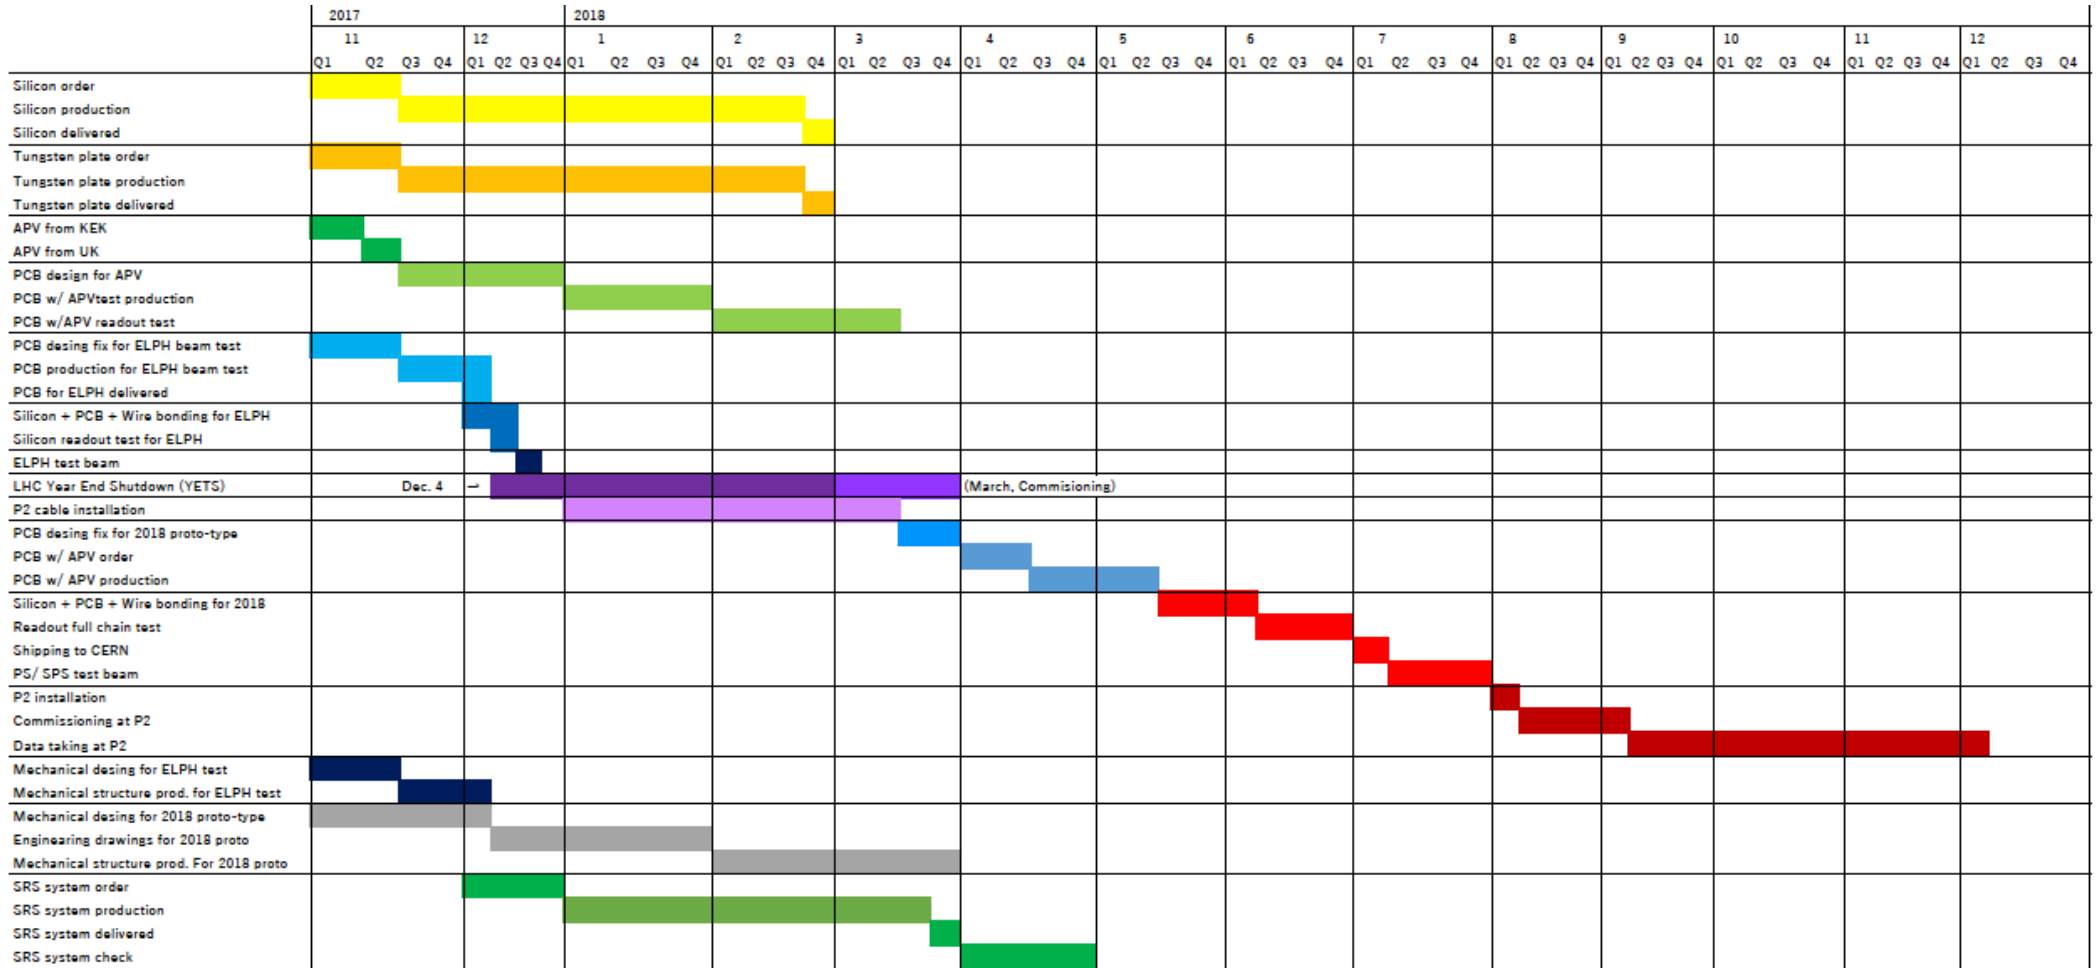 2017 2018
11 12 1 2 3 4 5 6 7 8 9 10 11 12
Q1 Q2 Q3 Q4 Q1 Q2 Q3 Q4 Q1 Q2 Q3 Q4 Q1 Q2 Q3 Q4 Q1 Q2 Q3 Q4 Q1 Q2 Q3 Q4 Q1 Q2 Q3 Q4 Q1 Q2 Q3 Q4 Q1 Q2 Q3 Q4 Q1 Q2 Q3 Q4 Q1 Q2 Q3 Q4 Q1 Q2 Q3 Q4 Q1 Q2 Q3 Q4 Q1 Q2 Q3 Q4
Silicon order
Silicon production
Silicon delivered
Tungsten plate order
Tungsten plate production
Tungsten plate delivered
APV from KEK
APV from UK
PCB design for APV
PCB w/ APVtest production
PCB w/APV readout test
PCB desing fix for ELPH beam test
PCB production for ELPH beam test
PCB for ELPH delivered
Silicon + PCB + Wire bonding for ELPH
Silicon readout test for ELPH
ELPH test beam
LHC Year End Shutdown (YETS) Dec. 4 → (March, Commisioning)
P2 cable installation
PCB desing fix for 2018 proto-type
PCB w/ APV order
PCB w/ APV production
Silicon + PCB + Wire bonding for 2018
Readout full chain test
Shipping to CERN
PS/ SPS test beam
P2 installation
Commissioning at P2
Data taking at P2
Mechanical desing for ELPH test
Mechanical structure prod. for ELPH test
Mechanical desing for 2018 proto-type
Enginearing drawings for 2018 proto
Mechanical structure prod. For 2018 proto
SRS system order
SRS system production
SRS system delivered
SRS system check